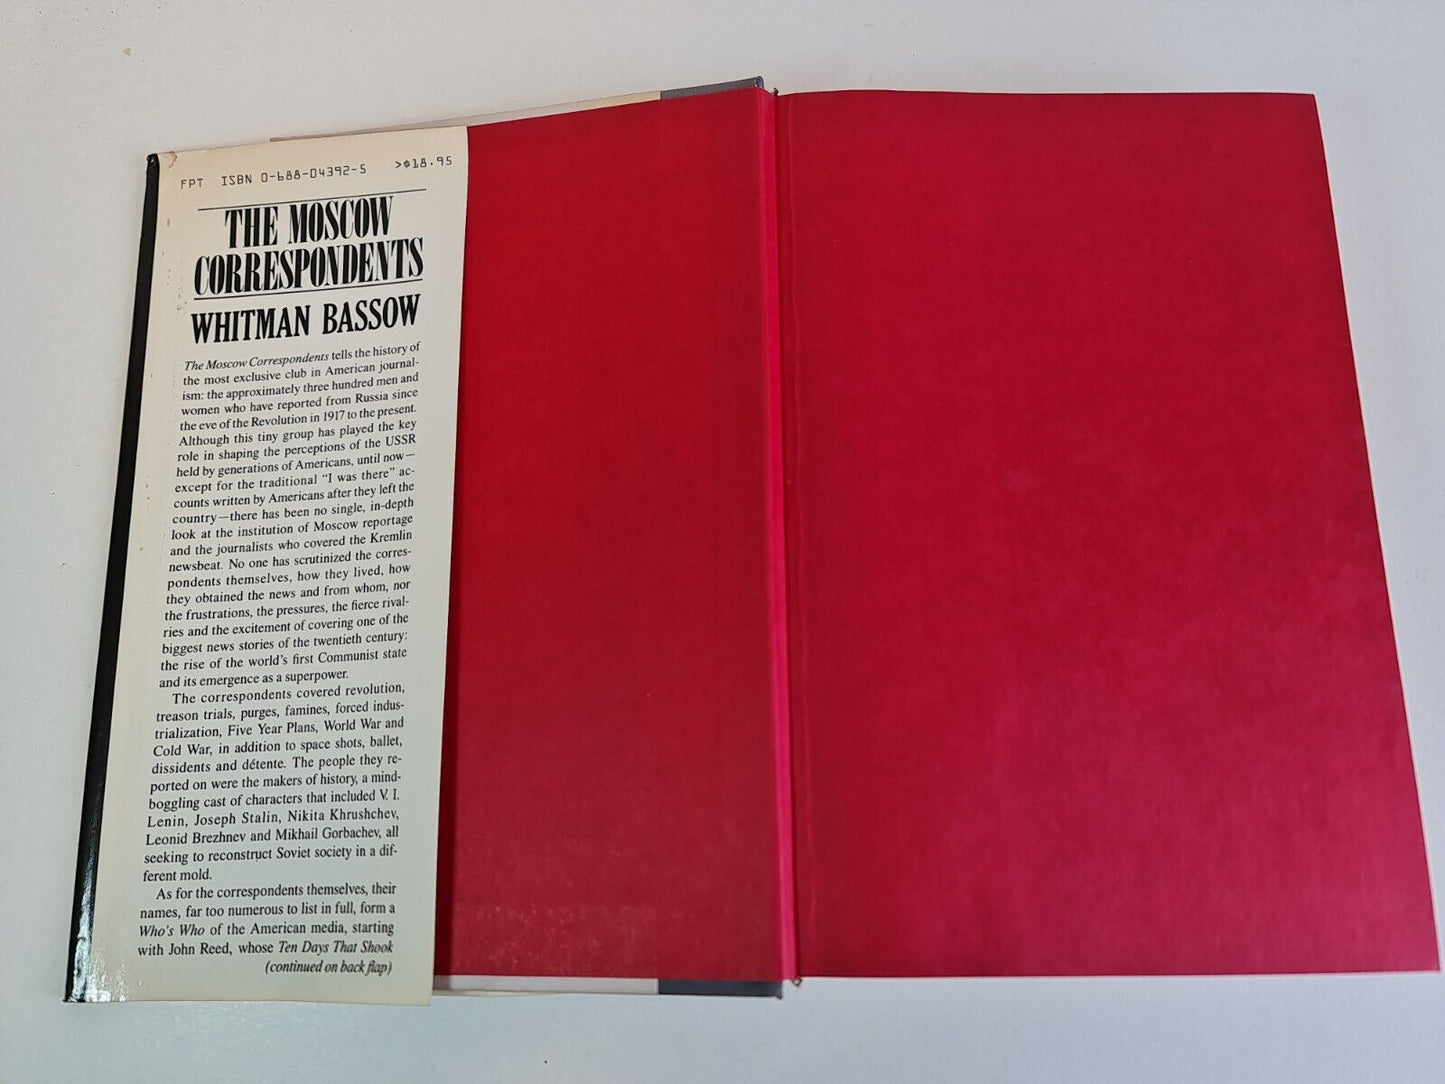 FPT ISBN 0-688-04392-5 >$18.95
THE MOSCOW
CORRESPONDENTS
WHITMAN BASSOW
The Moscow Correspondents tells the history of
the most exclusive club in American journal-
ism: the approximately three hundred men and
women who have reported from Russia since
the eve of the Revolution in 1917 to the present.
Although this tiny group has played the key
role in shaping the perceptions of the USSR
held by generations of Americans, until now—
except for the traditional “I was there” ac-
counts written by Americans after they left the
country—there has been no single, in-depth
look at the institution of Moscow reportage
and the journalists who covered the Kremlin
newsbeat. No one has scrutinized the corres-
pondents themselves, how they lived, how
they obtained the news and from whom, nor
the frustrations, the pressures, the fierce rival-
ries and the excitement of covering one of the
biggest news stories of the twentieth century:
the rise of the world’s first Communist state
and its emergence as a superpower.
The correspondents covered revolution,
treason trials, purges, famines, forced indus-
trialization, Five Year Plans, World War and
Cold War, in addition to space shots, ballet,
dissidents and détente. The people they re-
ported on were the makers of history, a mind-
boggling cast of characters that included V. I.
Lenin, Joseph Stalin, Nikita Khrushchev,
Leonid Brezhnev and Mikhail Gorbachev, all
seeking to reconstruct Soviet society in a dif-
ferent mold.
As for the correspondents themselves, their
names, far too numerous to list in full, form a
Who’s Who of the American media, starting
with John Reed, whose Ten Days That Shook
(continued on back flap)